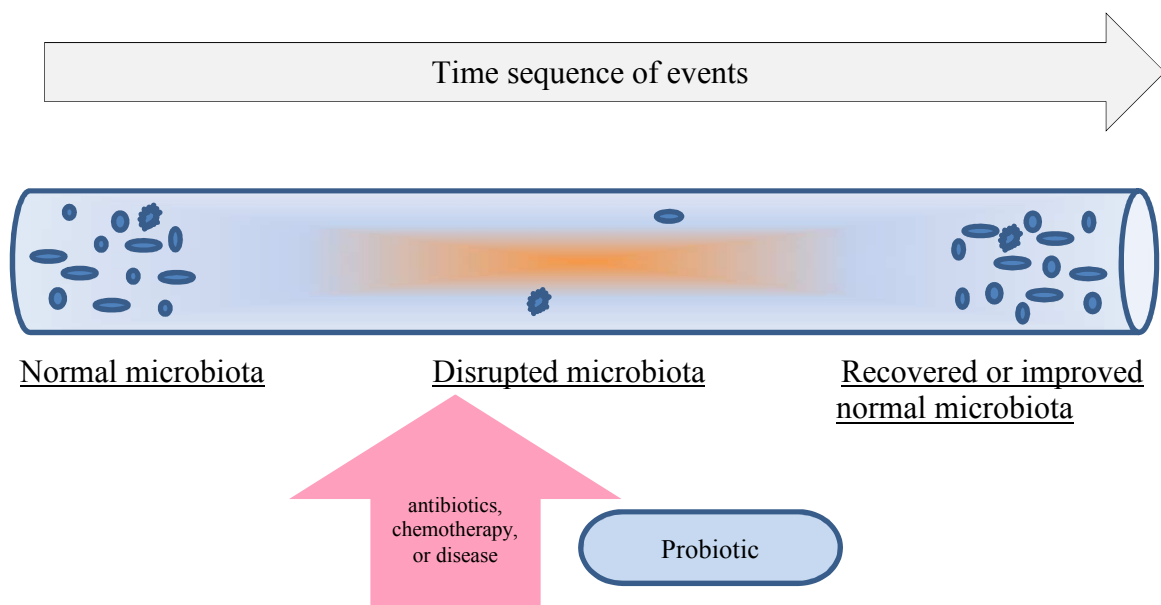 Time sequence of events
Normal microbiota
Disrupted microbiota
Recovered or improved
normal microbiota
antibiotics,
chemotherapy,
or disease
Probiotic